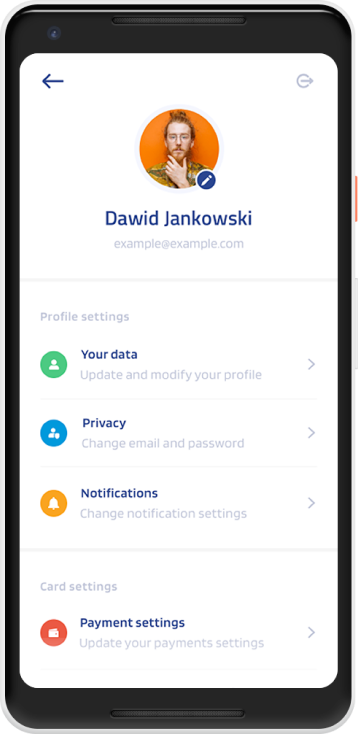 Dawid Jankowski
example@example.com
Profile settings
Your data
Update and modify your profile
Privacy
Change email and password
Notifications
Change notification settings
Card settings
Payment settings
Update your payments settings